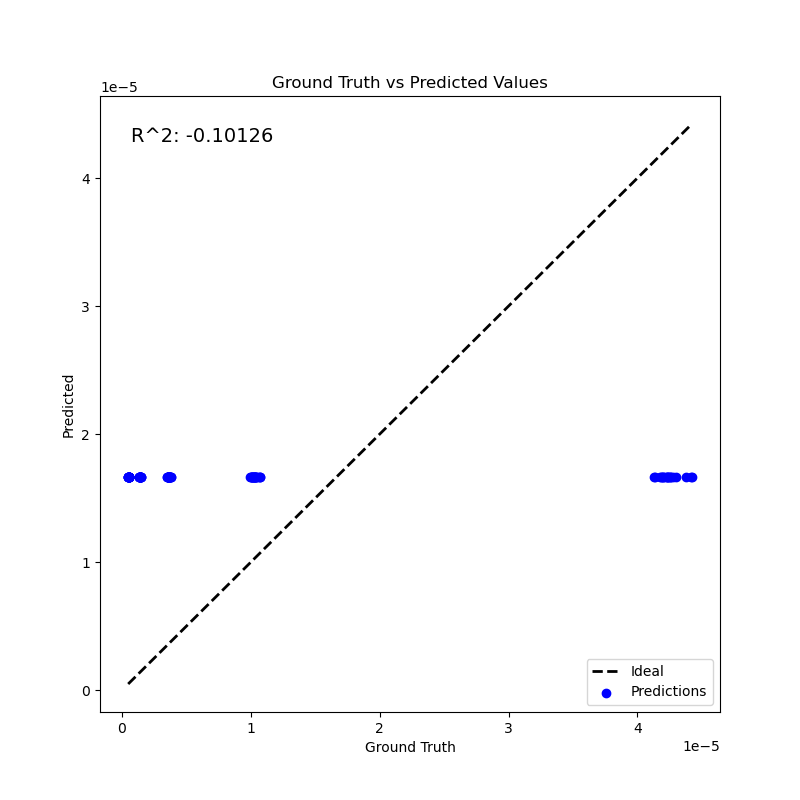 Ground Truth vs Predicted Values
1e−5
R^2: -0.10126
4
3
2
1
0
Predicted
Ideal
Predictions
0 1 2 3 4
Ground Truth
1e−5